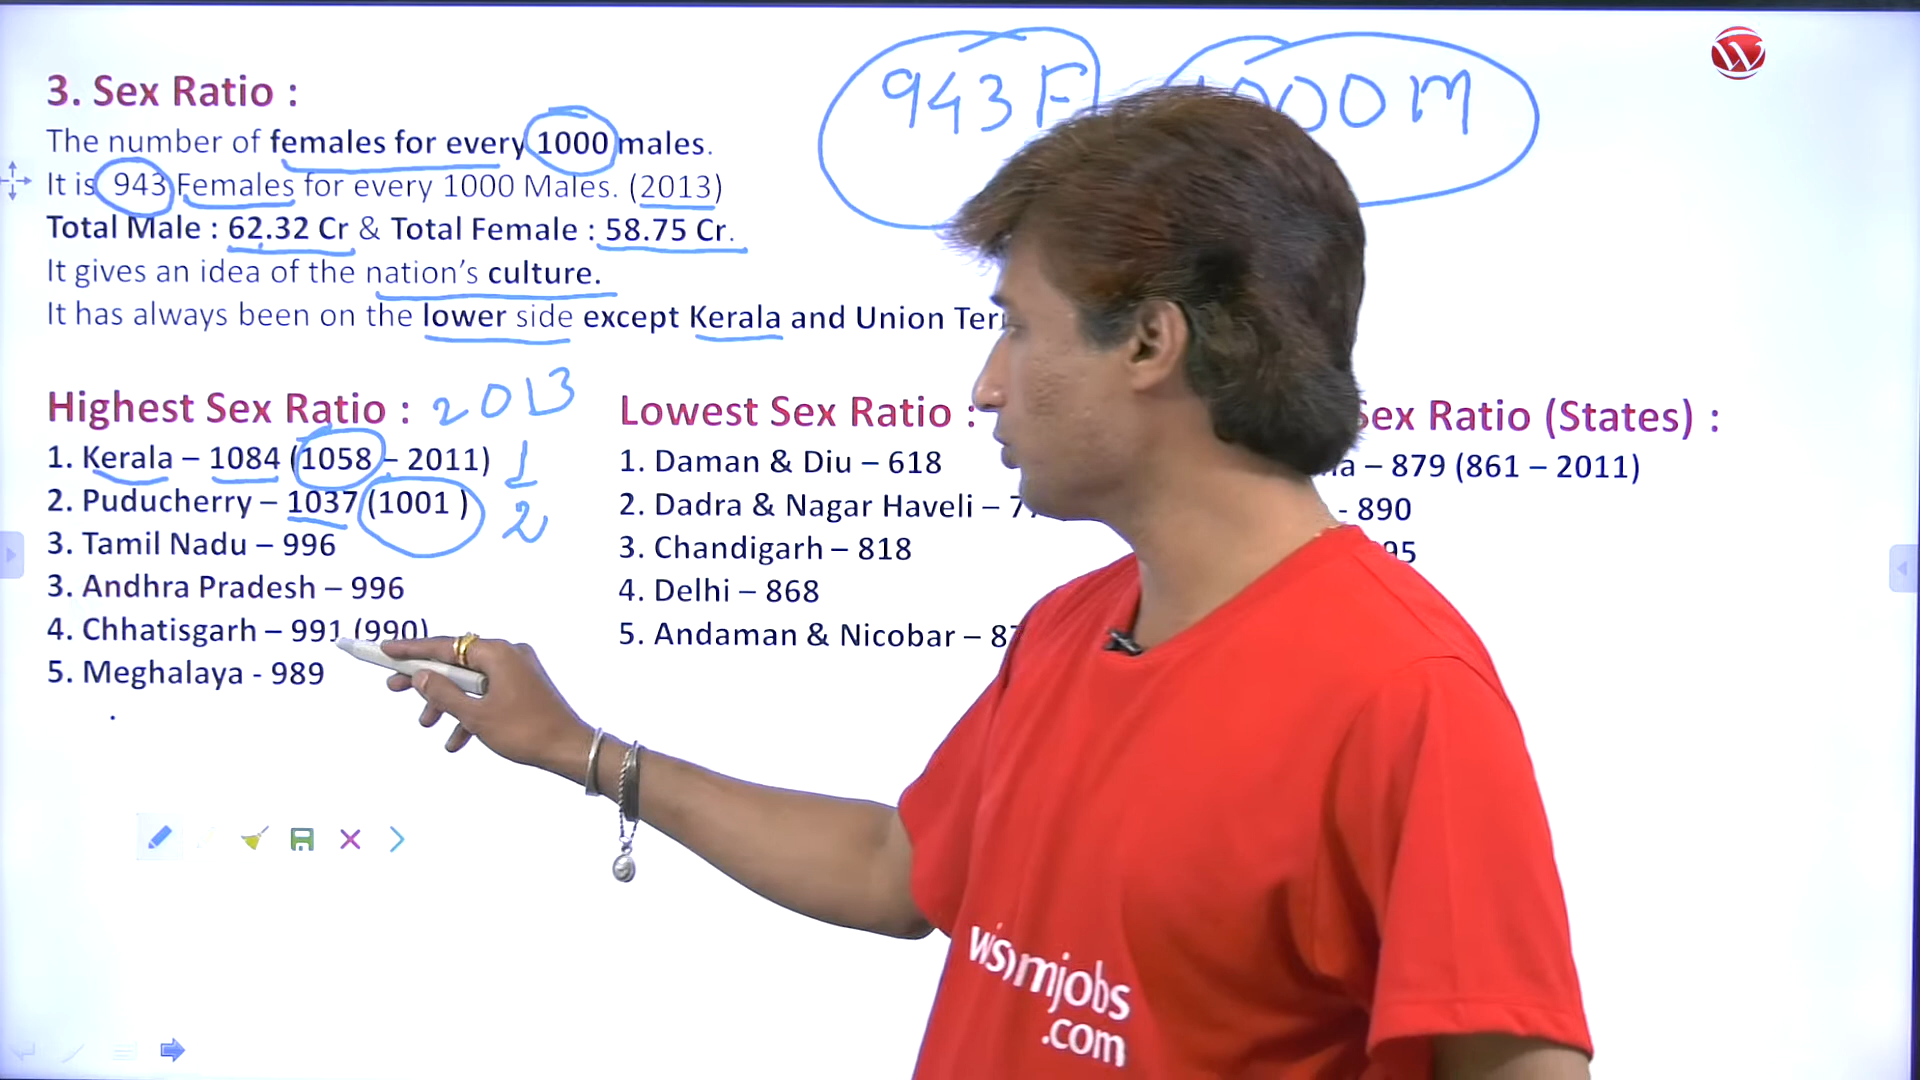 943 F
1000 M
3. Sex Ratio :
The number of females for every 1000 males.
It is 943 Females for every 1000 Males. (2013)
Total Male : 62.32 Cr & Total Female : 58.75 Cr.
It gives an idea of the nation's culture.
It has always been on the lower side except Kerala and Union
Highest Sex Ratio : 2013
1. Kerala – 1084 (1058 – 2011) 1
2. Puducherry – 1037 (1001 ) 2
3. Tamil Nadu – 996
3. Andhra Pradesh – 996
4. Chhatisgarh – 991 (990)
5. Meghalaya - 989
Lowest Sex Ratio :
1. Daman & Diu – 618
2. Dadra & Nagar Haveli –
3. Chandigarh – 818
4. Delhi – 868
5. Andaman & Nicobar –
Sex Ratio (States) :
– 879 (861 – 2011)
- 890
W
mjobs
.com